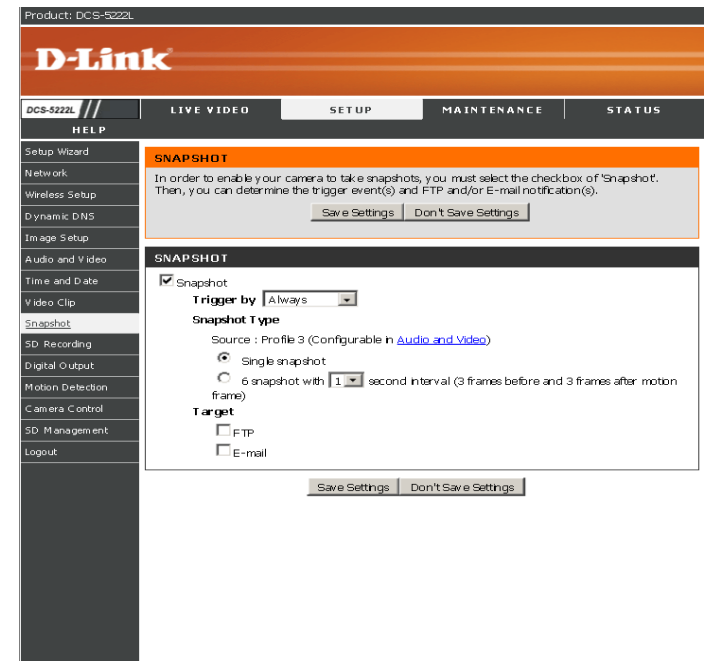 Product: DCS-5222L
D-Link
DCS-5222L
LIVE VIDEO
SETUP
MAINTENANCE
STATUS
HELP
Setup Wizard
Network
Wireless Setup
Dynamic DNS
Image Setup
Audio and Video
Time and Date
Video Clip
Snapshot
SD Recording
Digital Output
Motion Detection
Camera Control
SD Management
Logout
SNAPSHOT
In order to enable your camera to take snapshots, you must select the checkbox of 'Snapshot'.
Then, you can determine the trigger event(s) and FTP and/or E-mail notification(s).
Save Settings
Don't Save Settings
SNAPSHOT
Snapshot
Trigger by Always
Snapshot Type
Source : Profile 3 (Configurable in Audio and Video)
Single snapshot
6 snapshot with 1 second interval (3 frames before and 3 frames after motion
frame)
Target
FTP
E-mail
Save Settings
Don't Save Settings